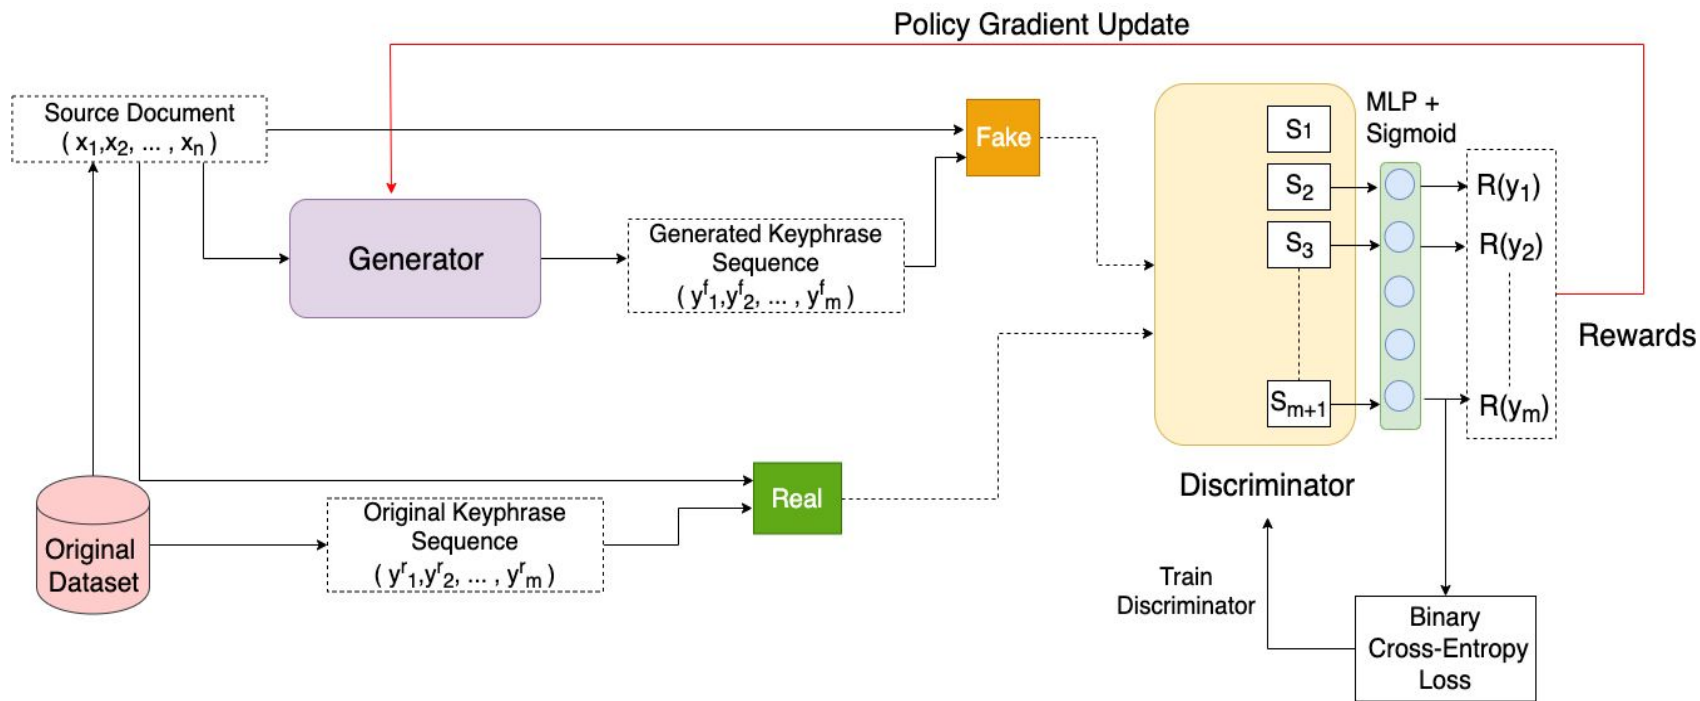 Policy Gradient Update
Source Document
( x₁,x₂, ... , xₙ )
Generator
Generated Keyphrase
Sequence
( yᶠ₁,yᶠ₂, ... , yᶠₘ )
Fake
Original
Dataset
Original Keyphrase
Sequence
( yʳ₁,yʳ₂, ... , yʳₘ )
Real
S1
S₂
S₃
Sₘ₊₁
Discriminator
MLP +
Sigmoid
R(y₁)
R(y₂)
R(yₘ)
Rewards
Train
Discriminator
Binary
Cross-Entropy
Loss